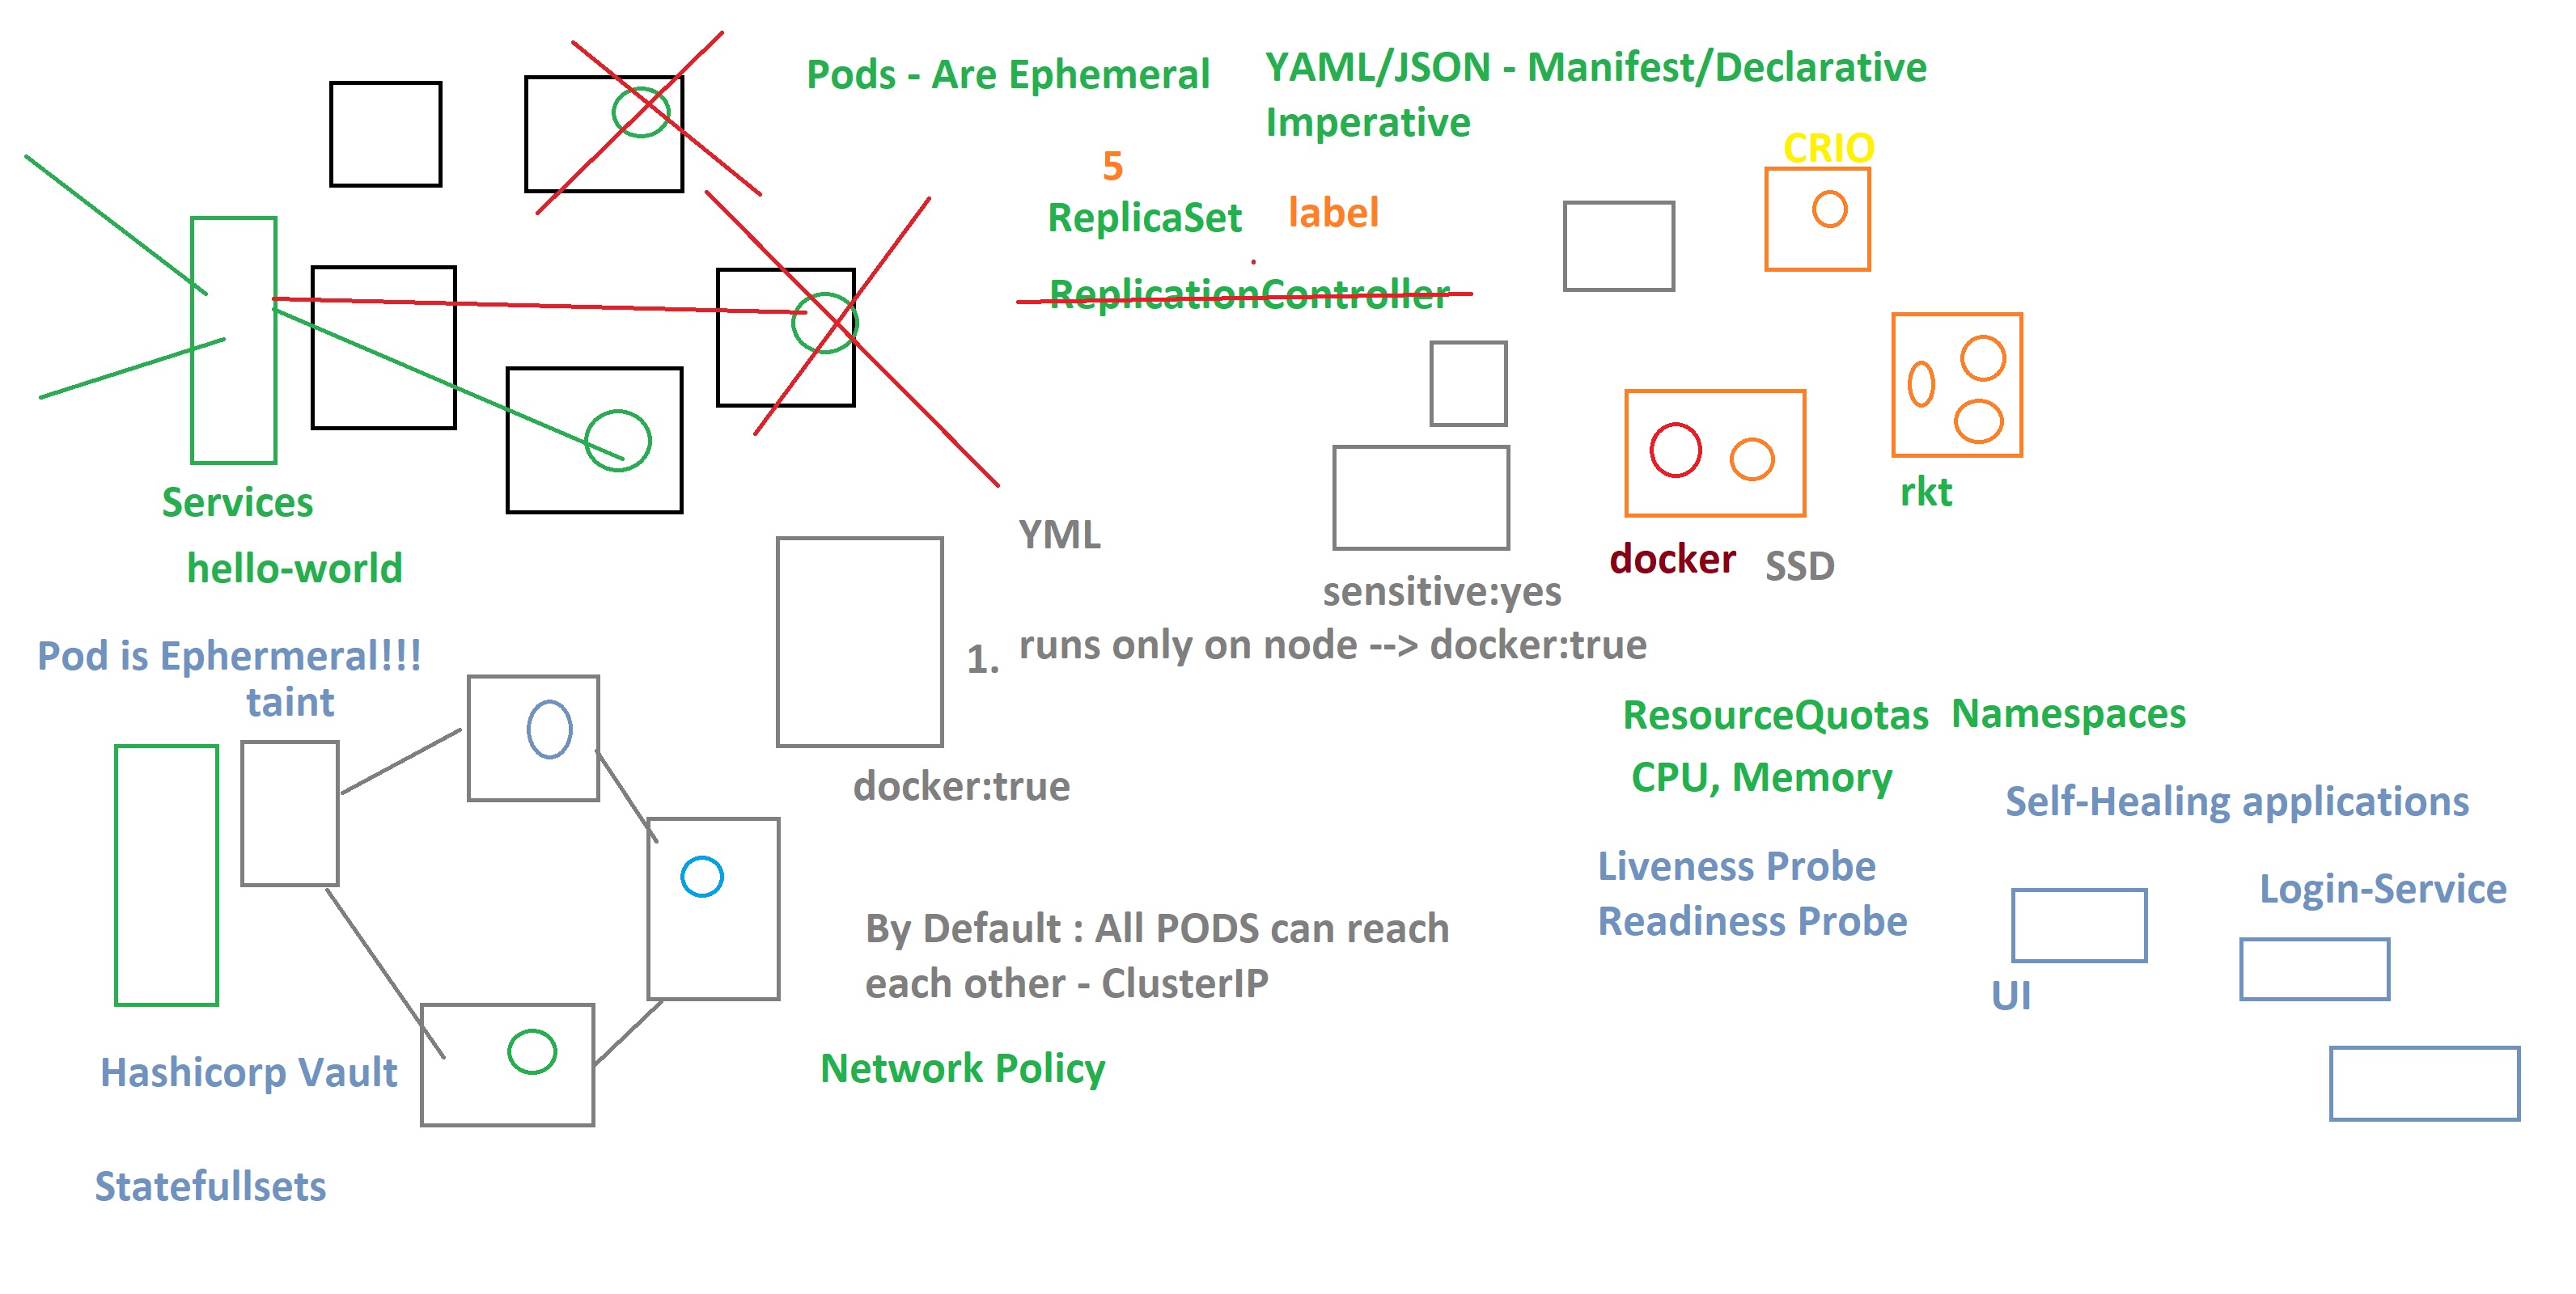 Pods - Are Ephemeral
YAML/JSON - Manifest/Declarative
Imperative
CRIO
5
ReplicaSet
label
ReplicationController
rkt
Services
hello-world
YML
docker
SSD
sensitive:yes
1. runs only on node --> docker:true
Pod is Ephermeral!!!
taint
docker:true
ResourceQuotas
Namespaces
CPU, Memory
Self-Healing applications
Liveness Probe
Readiness Probe
Login-Service
UI
By Default : All PODS can reach
each other - ClusterIP
Network Policy
Hashicorp Vault
Statefullsets